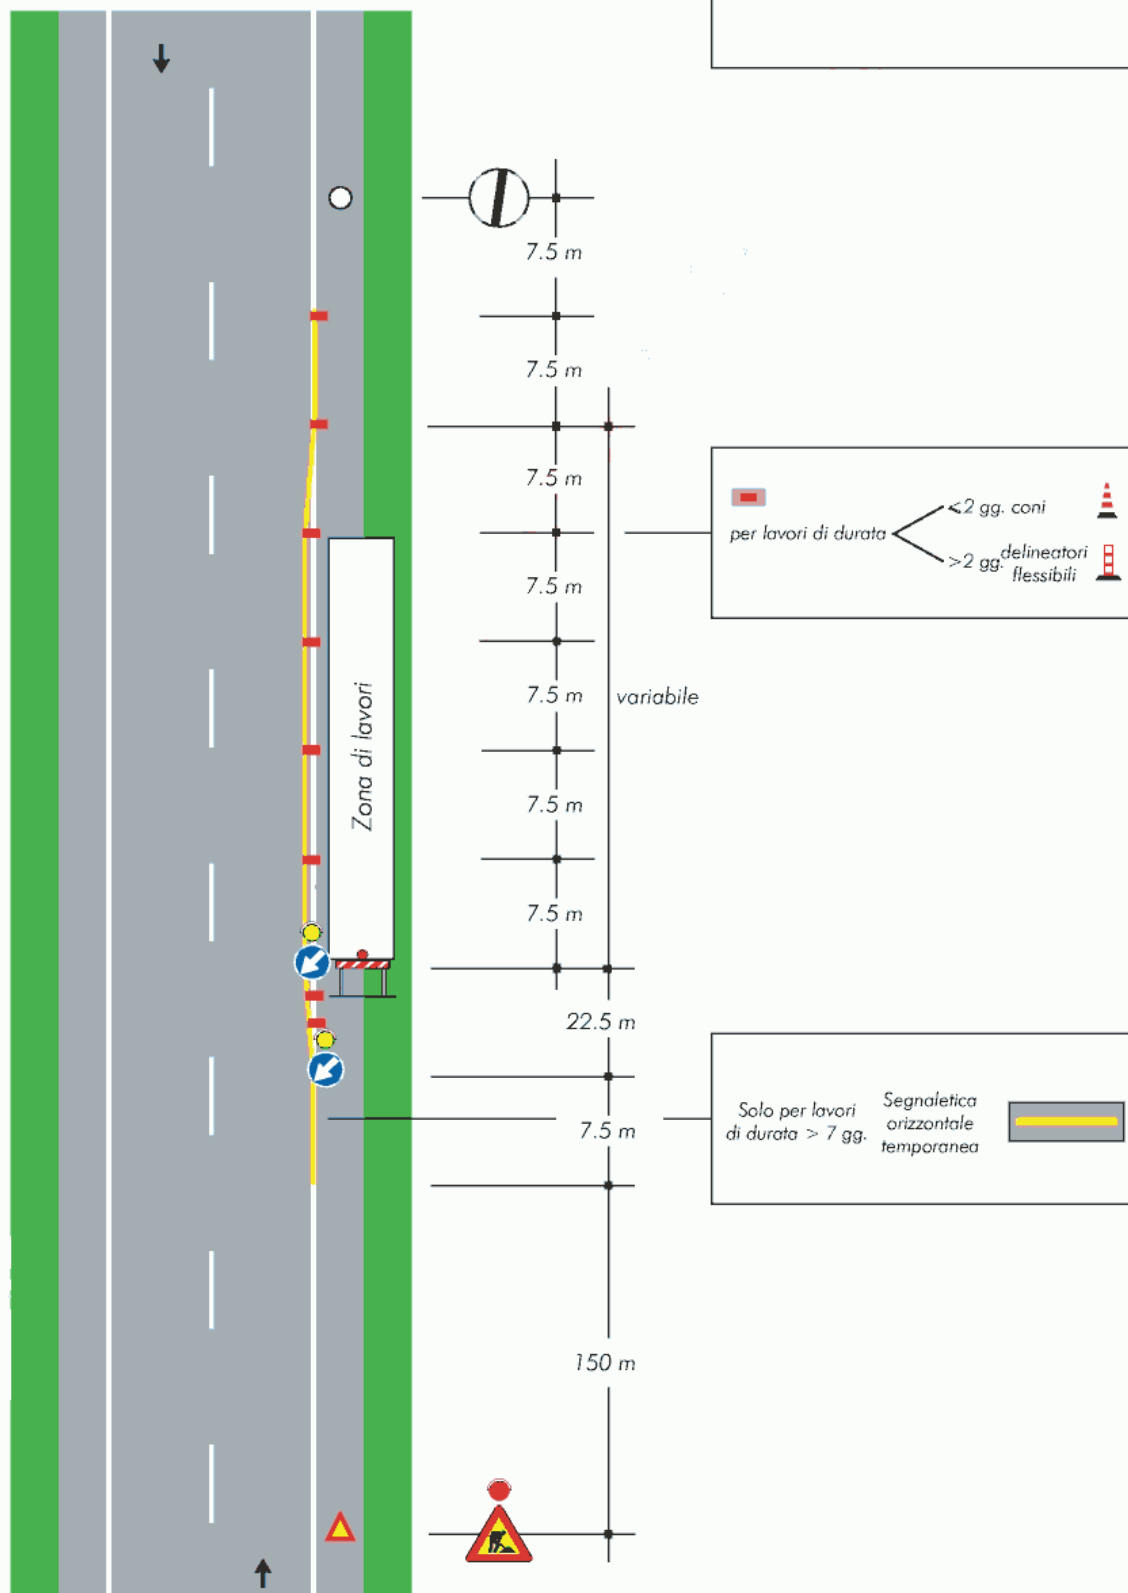 7.5 m
7.5 m
7.5 m
<2 gg. coni
per lavori di durata
>2 gg. delineatori
flessibili
7.5 m
7.5 m
variabile
Zona di lavori
7.5 m
7.5 m
22.5 m
Solo per lavori
di durata > 7 gg.
Segnaletica
orizzontale
temporanea
7.5 m
150 m